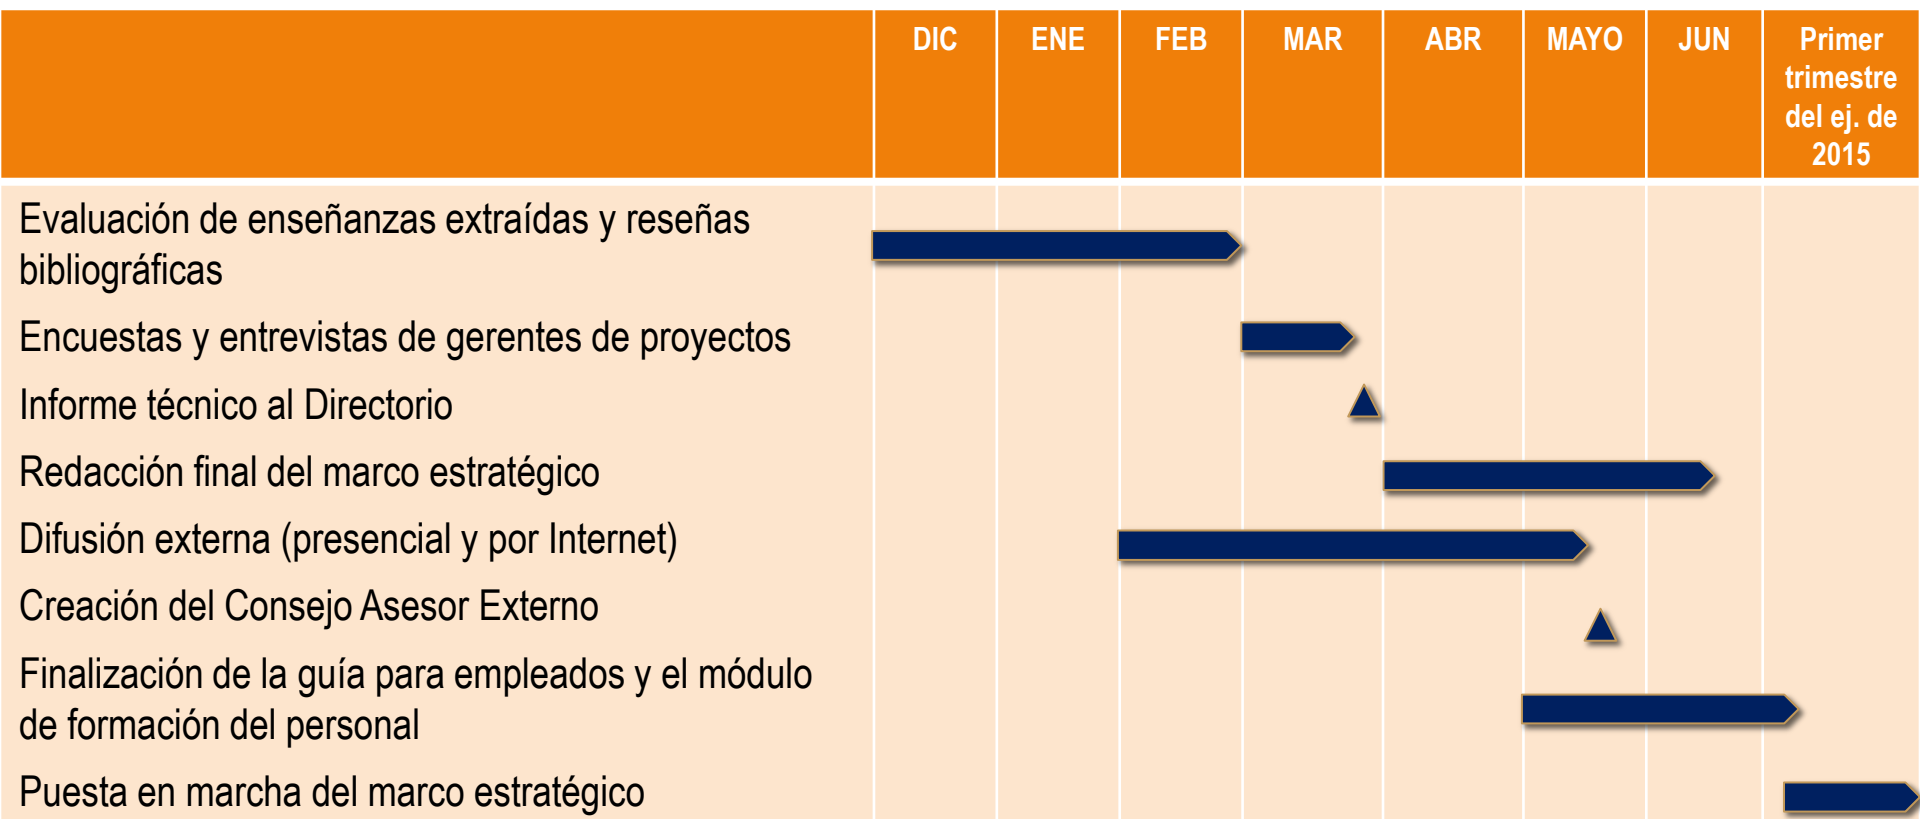 DIC ENE FEB MAR ABR MAYO JUN Primer
trimestre
del ej. de
2015
Evaluación de enseñanzas extraídas y reseñas
bibliográficas
Encuestas y entrevistas de gerentes de proyectos
Informe técnico al Directorio
Redacción final del marco estratégico
Difusión externa (presencial y por Internet)
Creación del Consejo Asesor Externo
Finalización de la guía para empleados y el módulo
de formación del personal
Puesta en marcha del marco estratégico